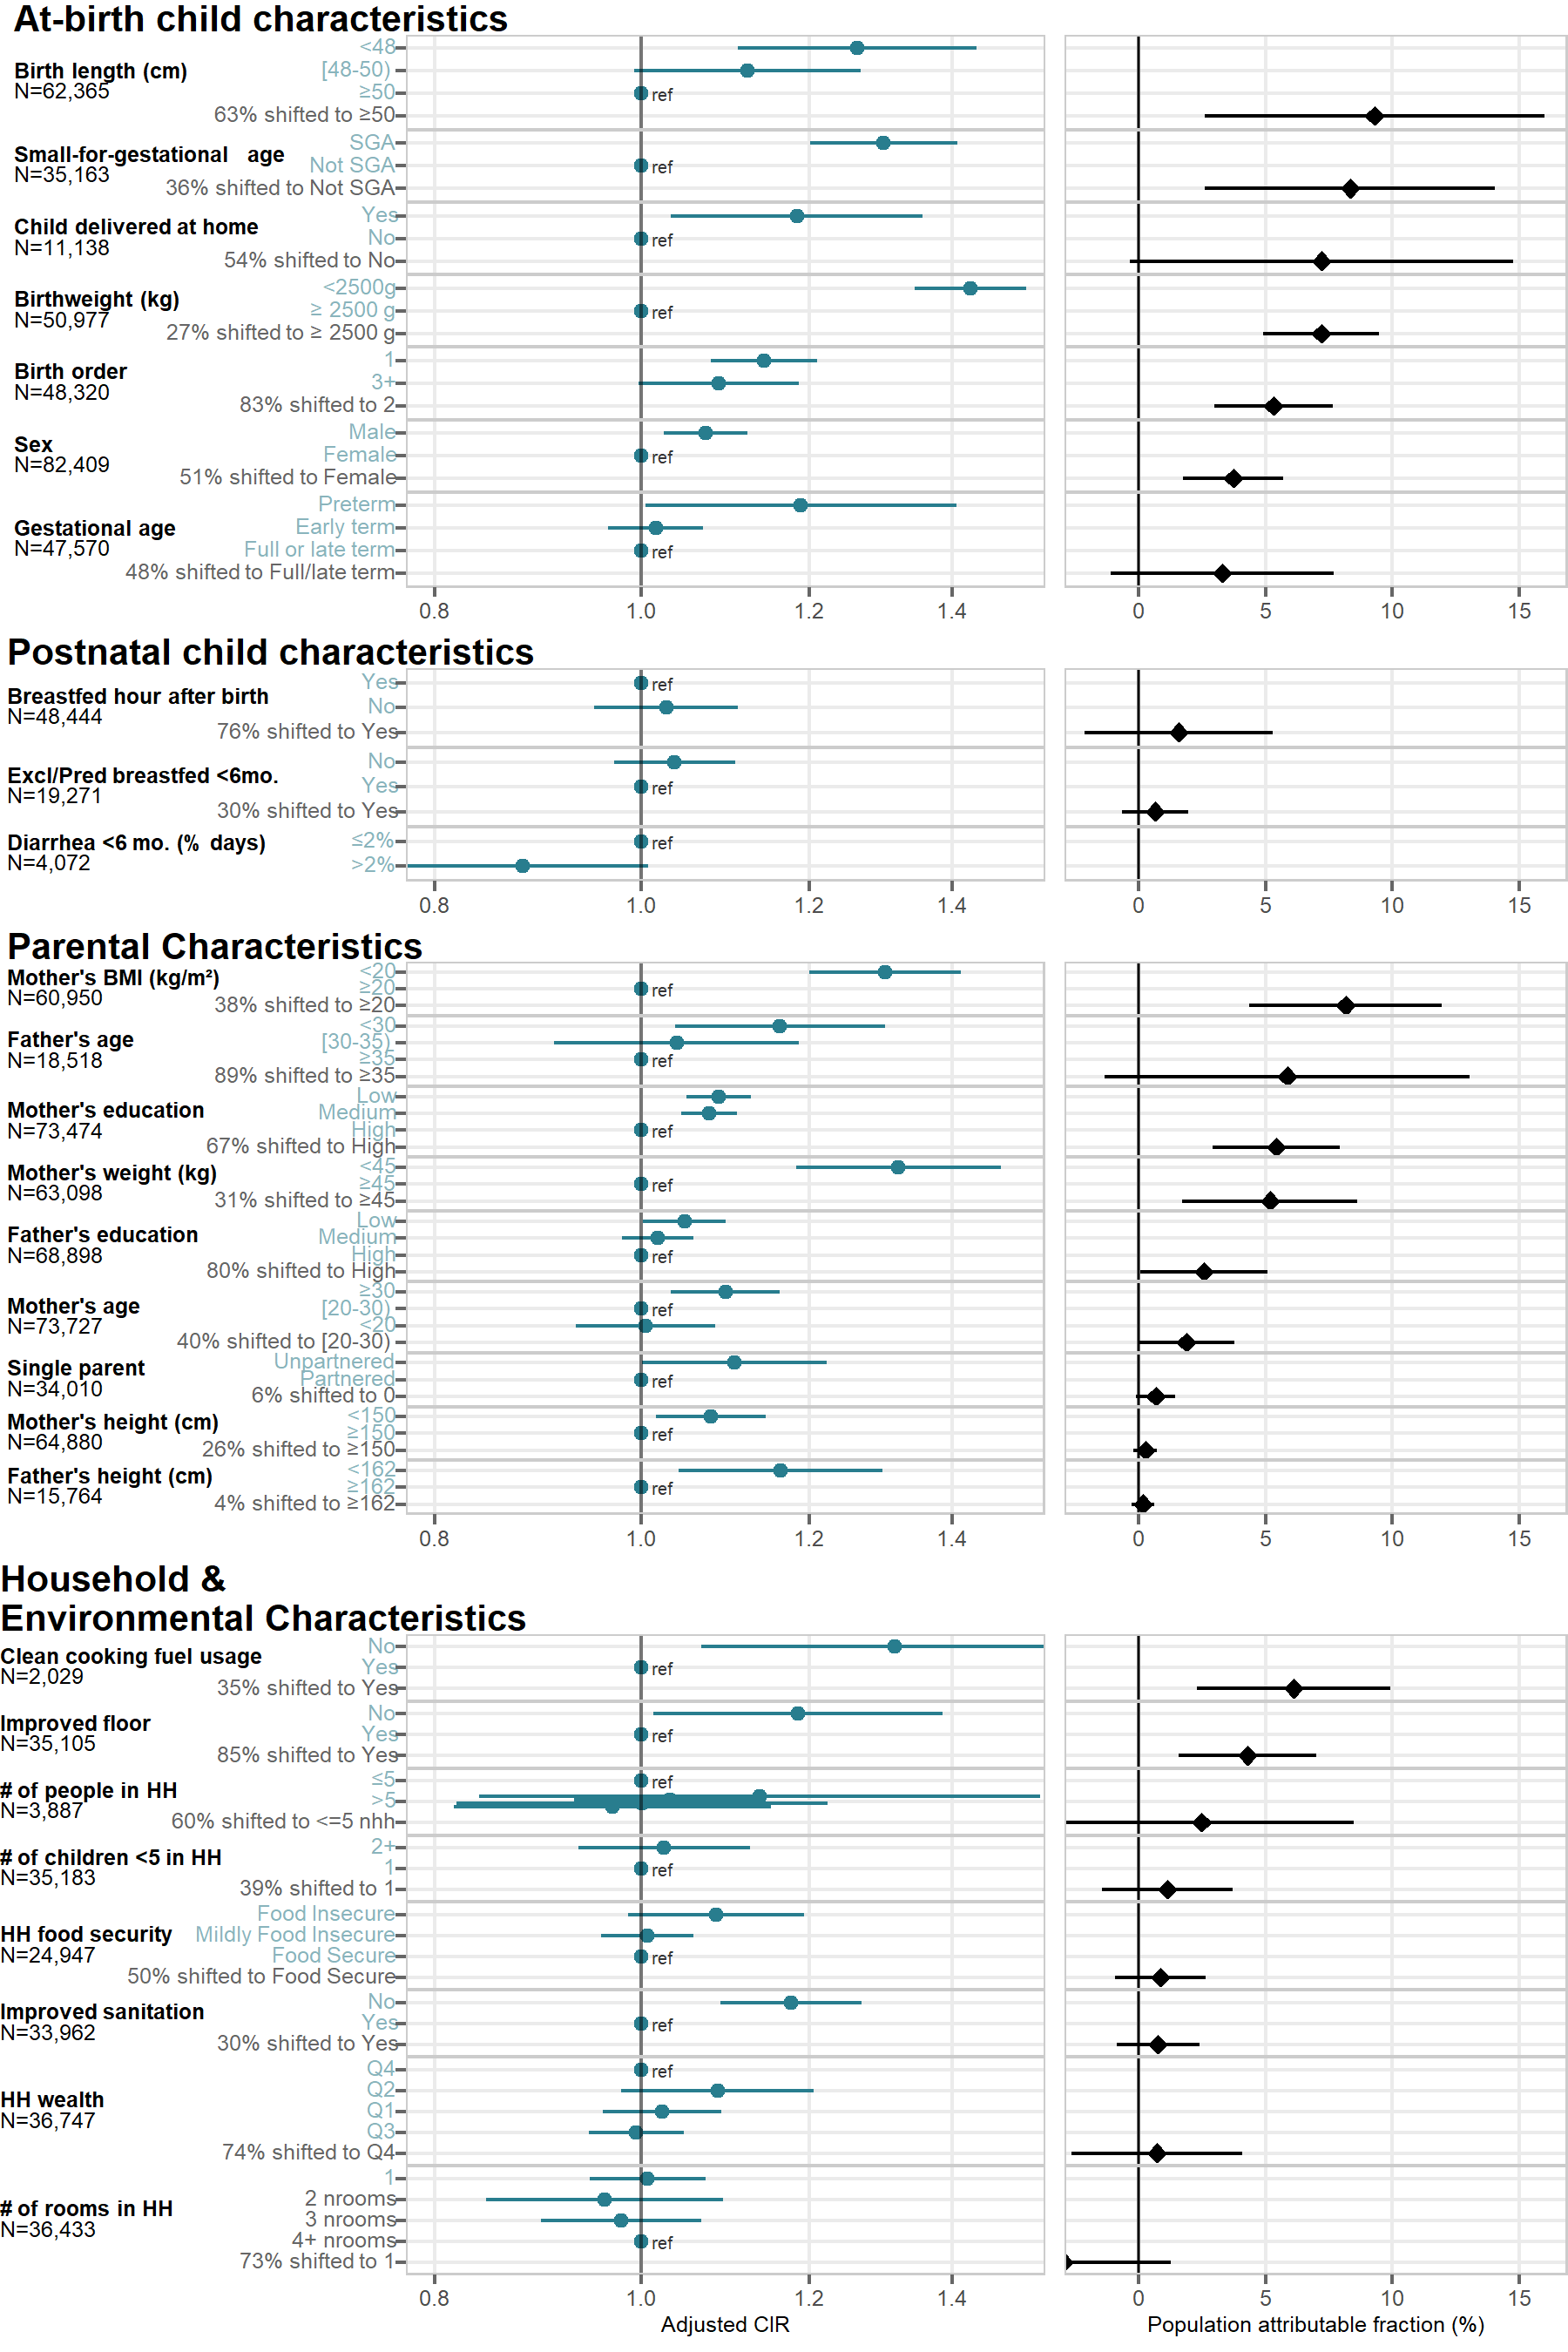 At-birth child characteristics
<48
Birth length (cm)
[48-50)
N=62,365
≥50
ref
63% shifted to ≥50
SGA
Small-for-gestational age
Not SGA
ref
N=35,163
36% shifted to Not SGA
Yes
Child delivered at home
No
ref
N=11,138
54% shifted to No
<2500g
Birthweight (kg)
≥ 2500 g
ref
N=50,977
27% shifted to ≥ 2500 g
1
Birth order
3+
N=48,320
83% shifted to 2
Male
Sex
Female
ref
N=82,409
51% shifted to Female
Preterm
Gestational age
Early term
N=47,570
Full or late term
ref
48% shifted to Full/late term
0.8 1.0 1.2 1.4 0 5 10 15
Postnatal child characteristics
Yes
ref
Breastfed hour after birth
No
N=48,444
76% shifted to Yes
No
Excl/Pred breastfed <6mo.
Yes
ref
N=19,271
30% shifted to Yes
≤2%
ref
Diarrhea <6 mo. (% days)
>2%
N=4,072
0.8 1.0 1.2 1.4 0 5 10 15
Parental Characteristics
<20
Mother's BMI (kg/m²)
≥20
ref
N=60,950
38% shifted to ≥20
<30
Father's age
[30-35)
N=18,518
≥35
ref
89% shifted to ≥35
Low
Mother's education
Medium
N=73,474
High
ref
67% shifted to High
<45
Mother's weight (kg)
≥45
ref
N=63,098
31% shifted to ≥45
Low
Father's education
Medium
N=68,898
High
ref
80% shifted to High
≥30
Mother's age
[20-30)
ref
N=73,727
<20
40% shifted to [20-30)
Unpartnered
Single parent
Partnered
ref
N=34,010
6% shifted to 0
<150
Mother's height (cm)
≥150
ref
N=64,880
26% shifted to ≥150
<162
Father's height (cm)
≥162
ref
N=15,764
4% shifted to ≥162
0.8 1.0 1.2 1.4 0 5 10 15
Household &
Environmental Characteristics
No
Clean cooking fuel usage
Yes
ref
N=2,029
35% shifted to Yes
No
Improved floor
Yes
ref
N=35,105
85% shifted to Yes
≤5
ref
# of people in HH
>5
N=3,887
60% shifted to <=5 nhh
2+
# of children <5 in HH
1
ref
N=35,183
39% shifted to 1
Food Insecure
HH food security
Mildly Food Insecure
N=24,947
Food Secure
ref
50% shifted to Food Secure
No
Improved sanitation
Yes
ref
N=33,962
30% shifted to Yes
Q4
ref
Q2
HH wealth
Q1
N=36,747
Q3
74% shifted to Q4
1
2 nrooms
# of rooms in HH
3 nrooms
N=36,433
4+ nrooms
ref
73% shifted to 1
0.8 1.0 1.2 1.4 0 5 10 15
Adjusted CIR
Population attributable fraction (%)